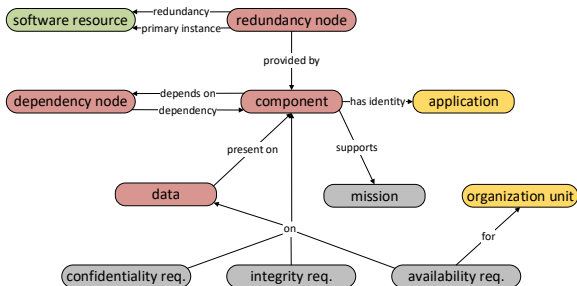 redundancy
software resource
redundancy node
primary instance
provided by
depends on
dependency node
component
has identity
application
dependency
present on
supports
data
mission
organization unit
on
for
confidentiality req.
integrity req.
availability req.